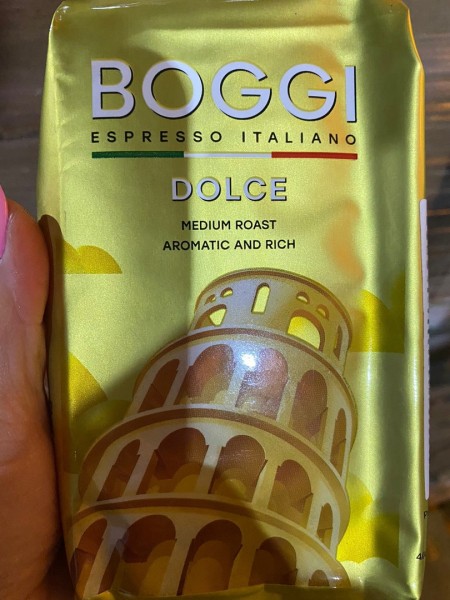 BOGGI
ESPRESSO ITALIANO
DOLCE
MEDIUM ROAST
AROMATIC AND RICH